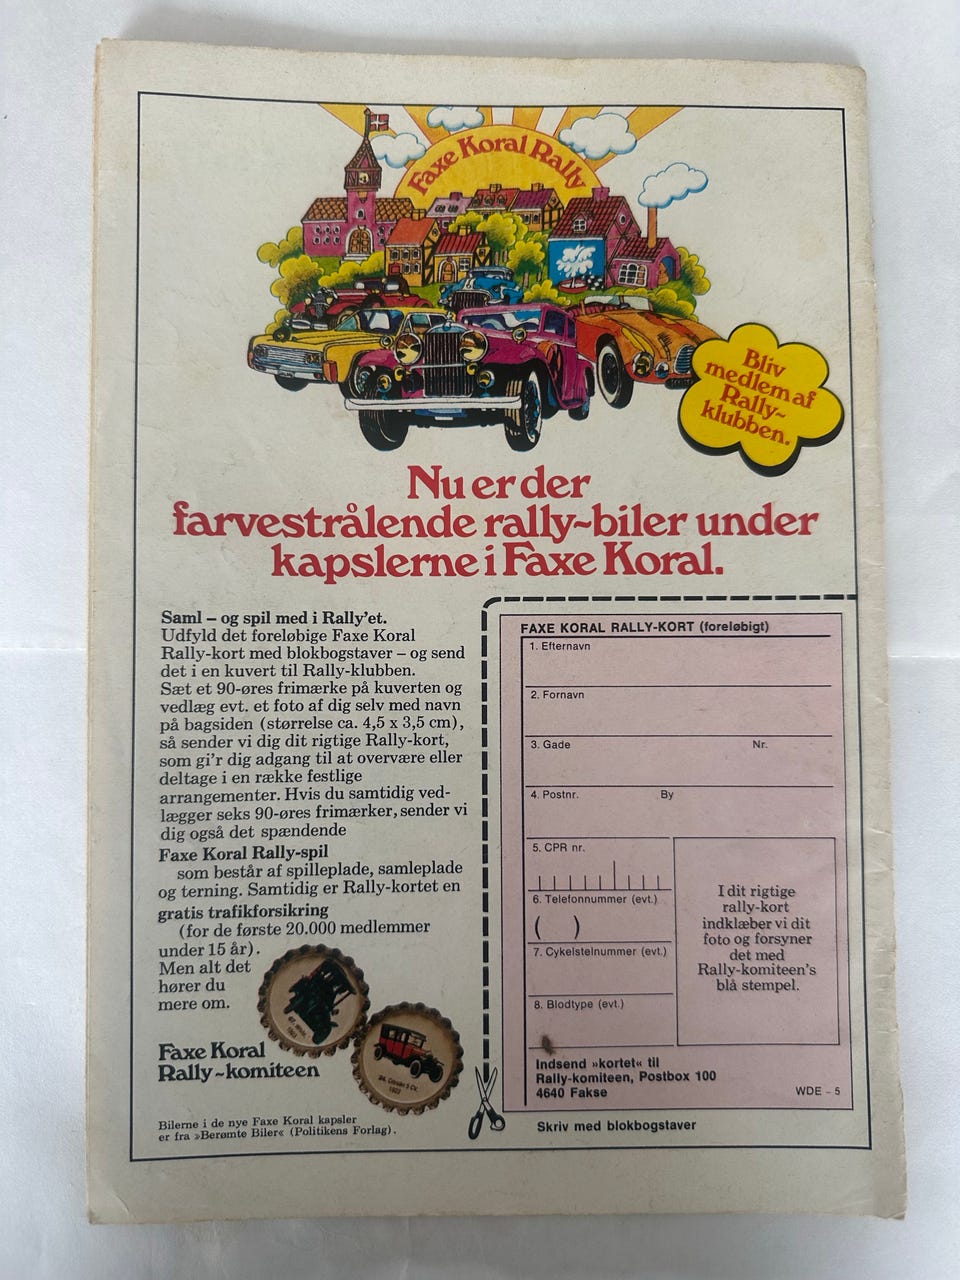 Faxe Koral Rally
Bliv
medlem af
Rally-
klubben.
Nu er der
farvestrålende rally-biler under
kapslerne i Faxe Koral.
Saml – og spil med i Rally'et.
Udfyld det foreløbige Faxe Koral
Rally-kort med blokbogstaver – og send
det i en kuvert til Rally-klubben.
Sæt et 90-øres frimærke på kuverten og
vedlæg evt. et foto af dig selv med navn
på bagsiden (størrelse ca. 4,5 x 3,5 cm),
så sender vi dig dit rigtige Rally-kort,
som gi'r dig adgang til at overvære eller
deltage i en række festlige
arrangementer. Hvis du samtidig ved-
lægger seks 90-øres frimærker, sender vi
dig også det spændende
Faxe Koral Rally-spil
som består af spilleplade, samleplade
og terning. Samtidig er Rally-kortet en
gratis trafikforsikring
(for de første 20.000 medlemmer
under 15 år).
Men alt det
hører du
mere om.
Faxe Koral
Rally-komiteen
1903
24. Citroën 5 CV.
1922
Bilerne i de nye Faxe Koral kapsler
er fra »Berømte Biler« (Politikens Forlag).
FAXE KORAL RALLY-KORT (foreløbigt)
1. Efternavn
2. Fornavn
3. Gade Nr.
4. Postnr. By
5. CPR nr.
6. Telefonnummer (evt.)
( )
7. Cykelstelnummer (evt.)
8. Blodtype (evt.)
I dit rigtige
rally-kort
indklæber vi dit
foto og forsyner
det med
Rally-komiteen's
blå stempel.
Indsend »kortet« til
Rally-komiteen, Postbox 100
4640 Fakse
WDE – 5
Skriv med blokbogstaver